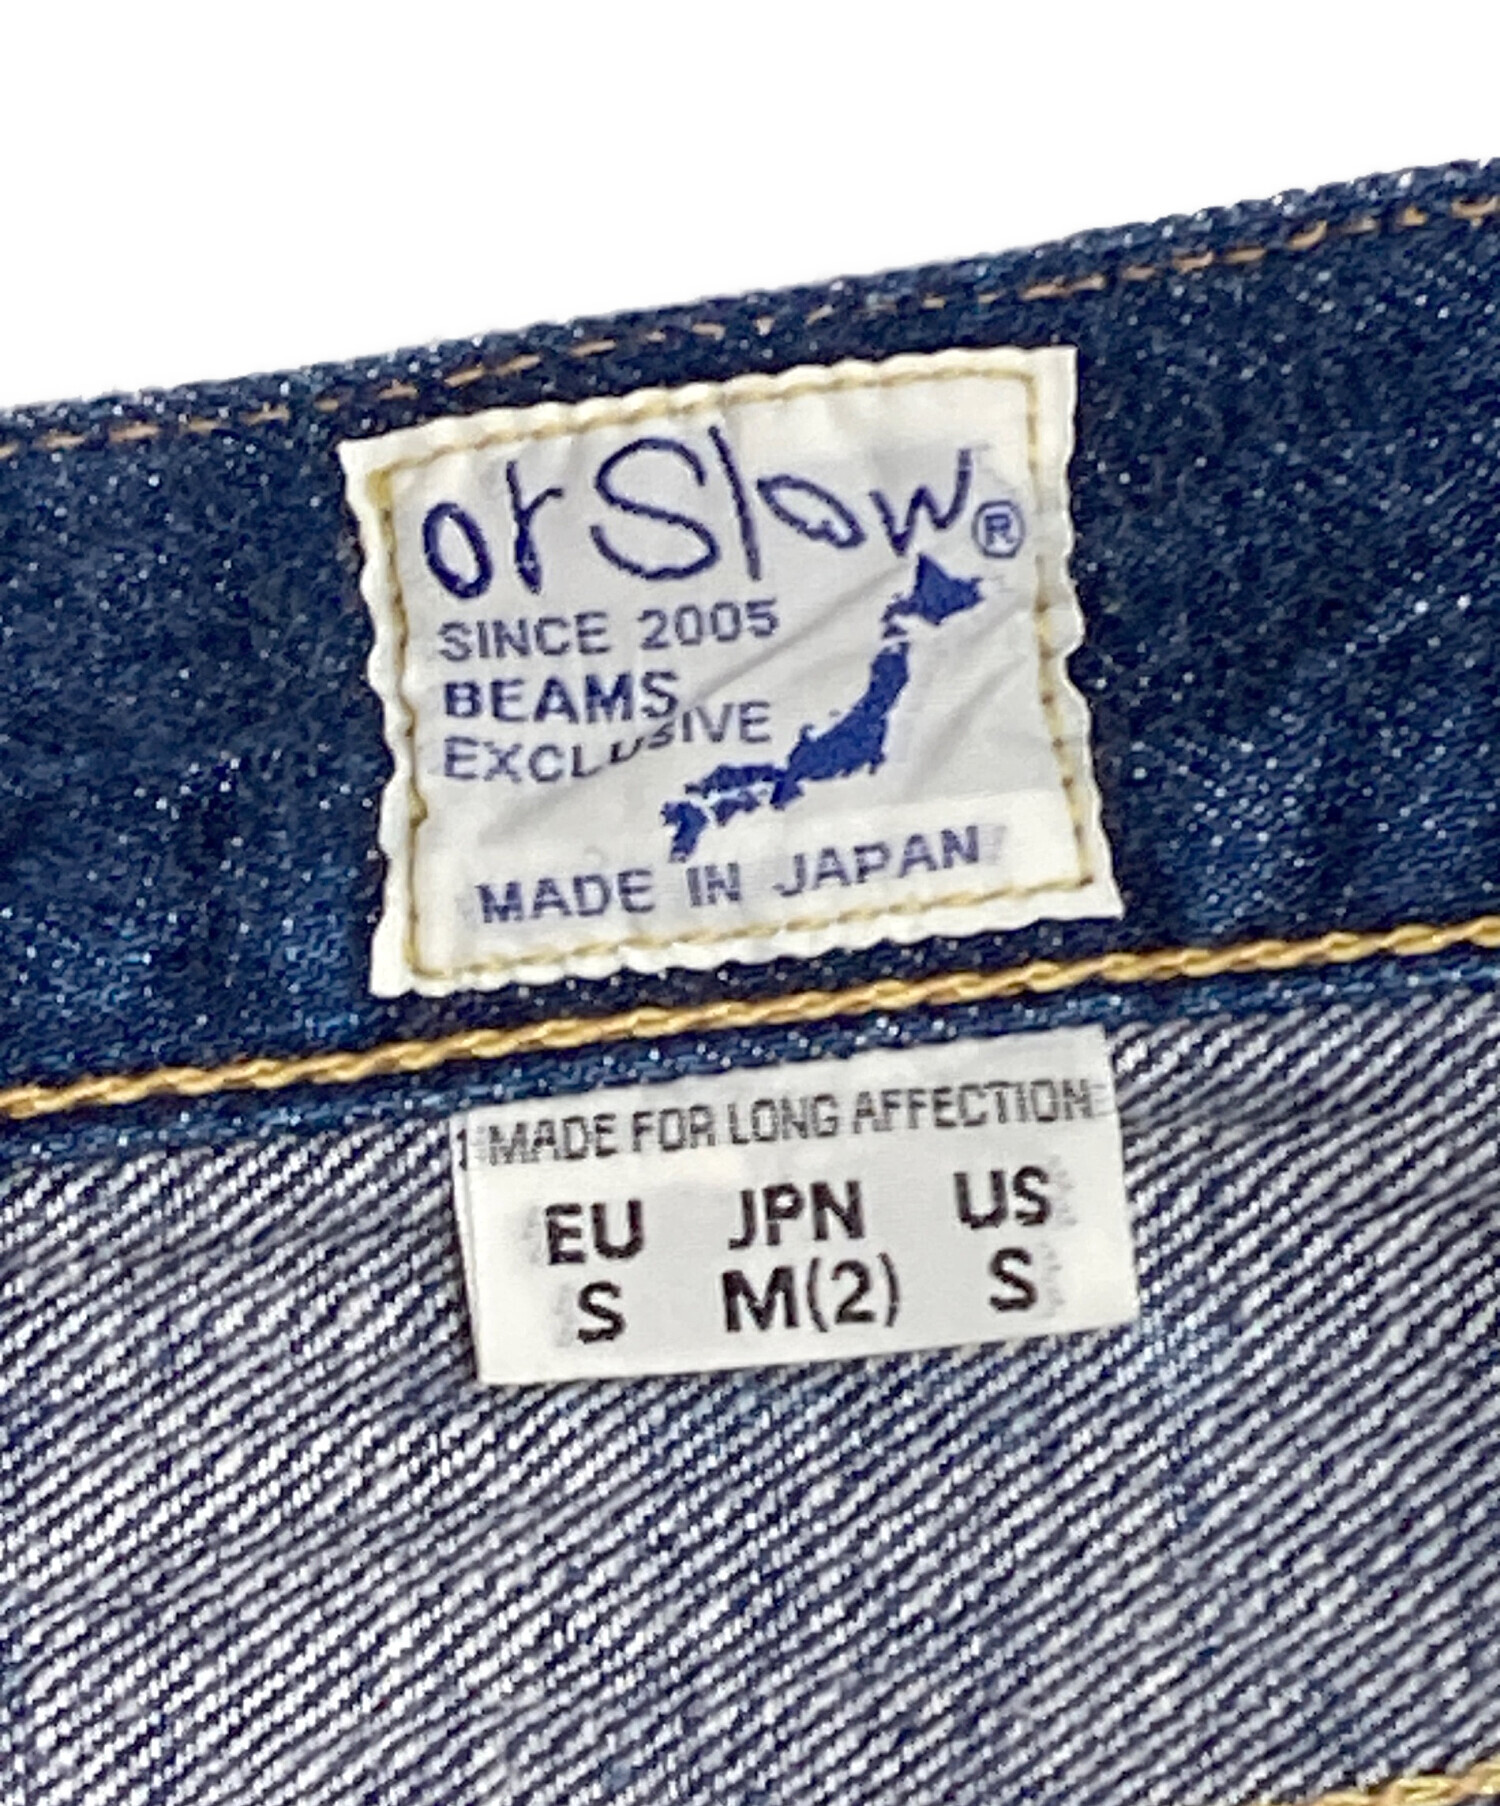 orSlow®
SINCE 2005
BEAMS
EXCLUSIVE
MADE IN JAPAN
MADE FOR LONG AFFECTION
EU JPN US
S M(2) S